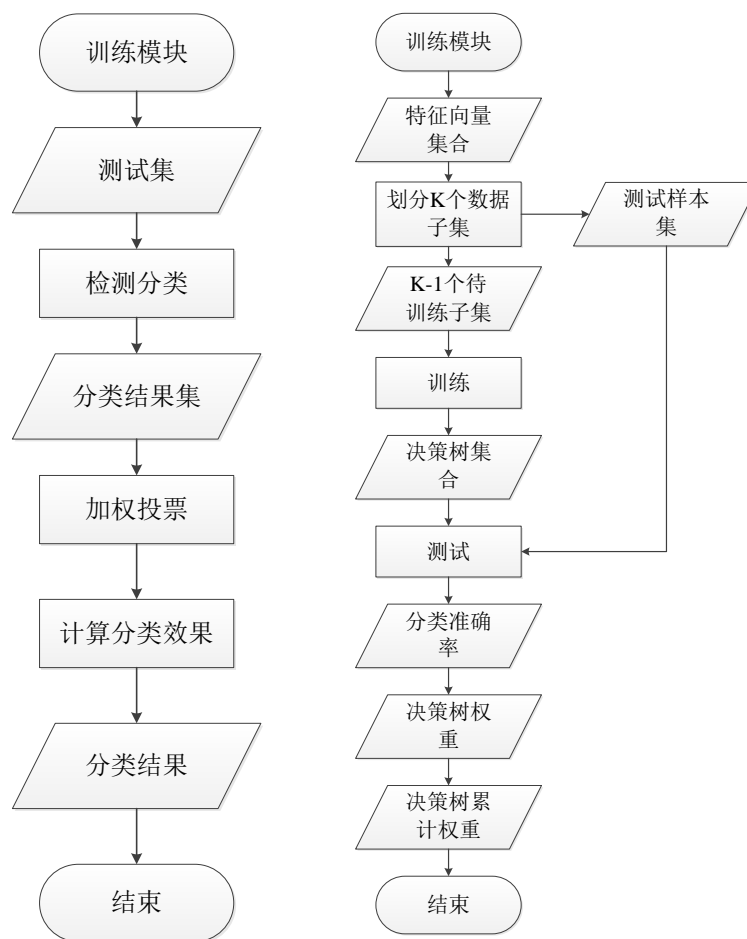 训练模块
测试集
检测分类
分类结果集
加权投票
计算分类效果
分类结果
结束
训练模块
特征向量
集合
划分K个数据
子集
测试样本
集
K-1个待
训练子集
训练
决策树集
合
测试
分类准确
率
决策树权
重
决策树累
计权重
结束